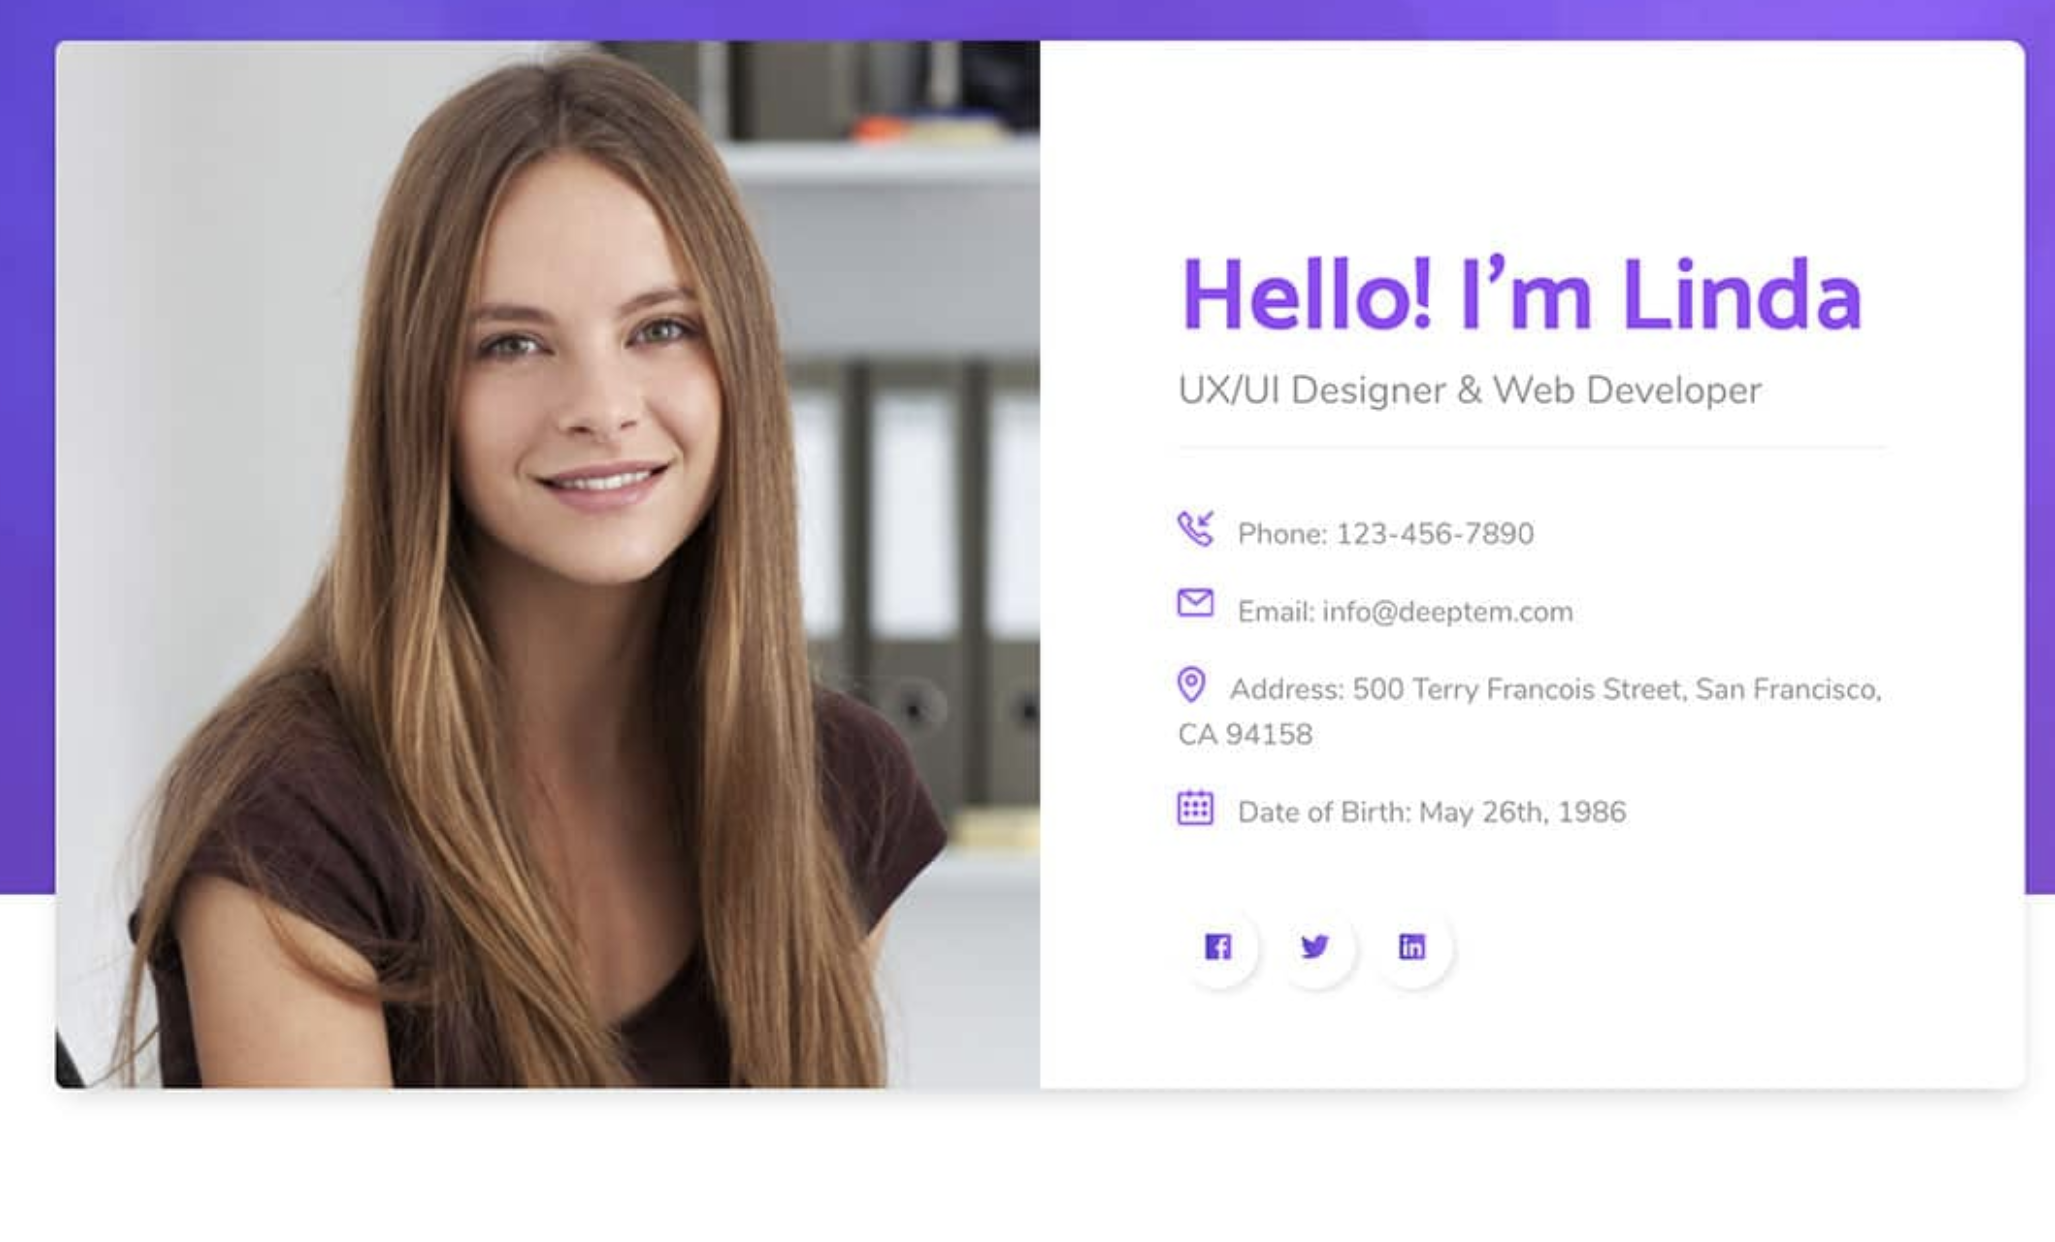 Hello! I’m Linda
UX/UI Designer & Web Developer
Phone: 123-456-7890
Email: info@deeptem.com
Address: 500 Terry Francois Street, San Francisco,
CA 94158
Date of Birth: May 26th, 1986